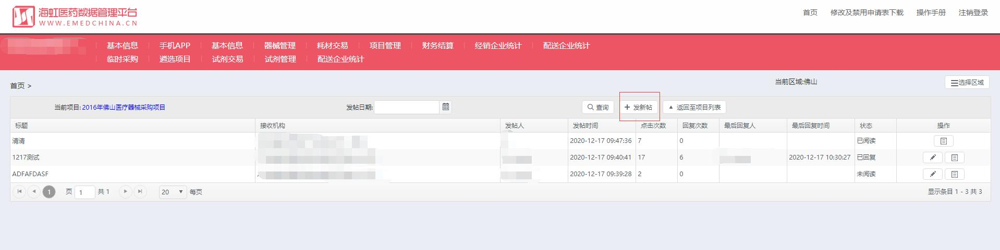 海虹医药数据管理平台
WWW.EMEDCHINA.CN
首页 修改及禁用申请表下载 操作手册 注销登录
基本信息 手机APP 基本信息 器械管理 耗材交易 项目管理 财务结算 经销企业统计 配送企业统计
临时采购 遴选项目 试剂交易 试剂管理 配送企业统计
首页 > 当前区域:佛山 选择区域
当前项目:2016年佛山医疗器械采购项目 发帖日期: 查询 发新帖 返回至项目列表
标题 接收机构 发帖人 发帖时间 点击次数 回复次数 最后回复人 最后回复时间 状态 操作
清清 2020-12-17 09:47:36 7 0 已阅读
1217测试 2020-12-17 09:40:41 17 6 2020-12-17 10:30:27 已回复
ADFAFDASF 2020-12-17 09:39:28 2 0 未阅读
1 页 1 共 1 20 每页 显示条目 1 - 3 共 3